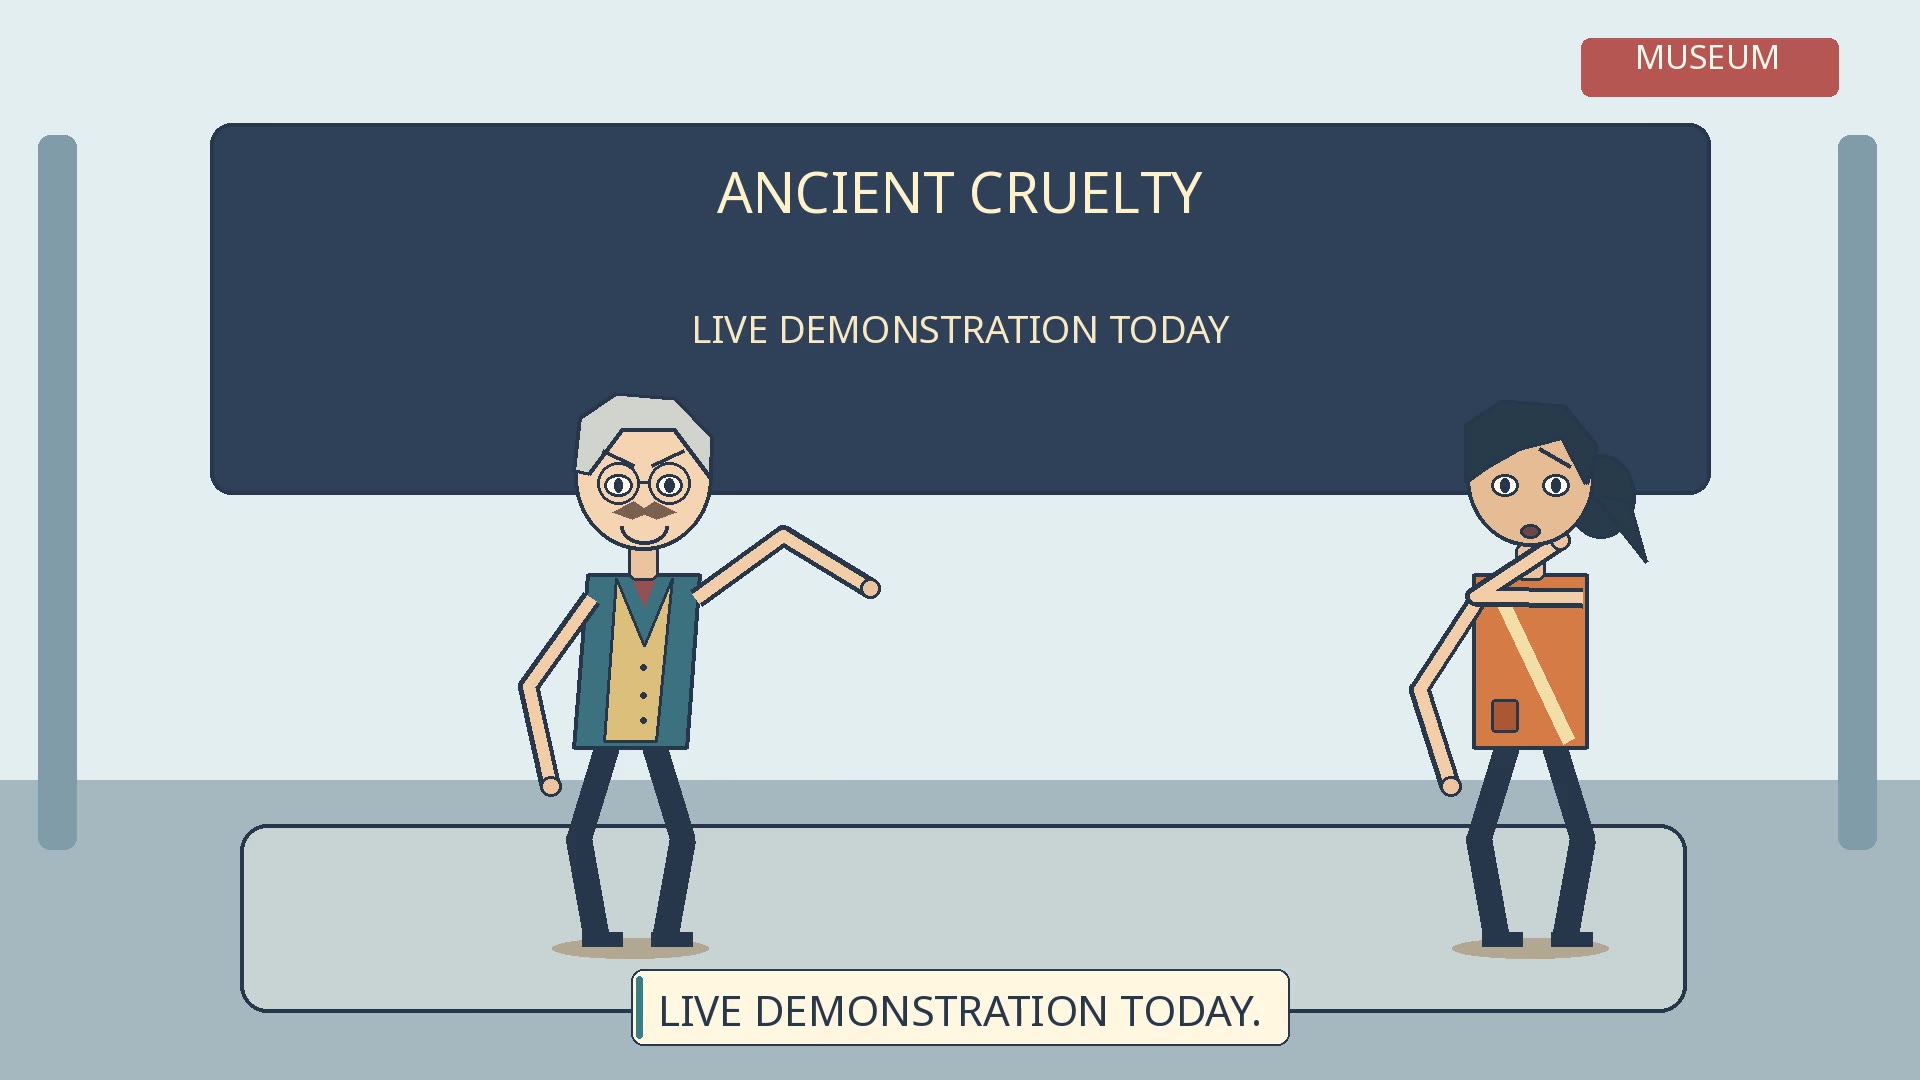 MUSEUM
ANCIENT CRUELTY
LIVE DEMONSTRATION TODAY
LIVE DEMONSTRATION TODAY.